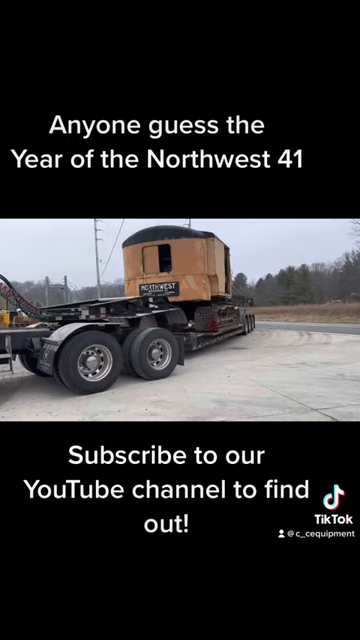 Anyone guess the
Year of the Northwest 41
NORTHWEST
Subscribe to our
YouTube channel to find
out!
TikTok
@c_cequipment